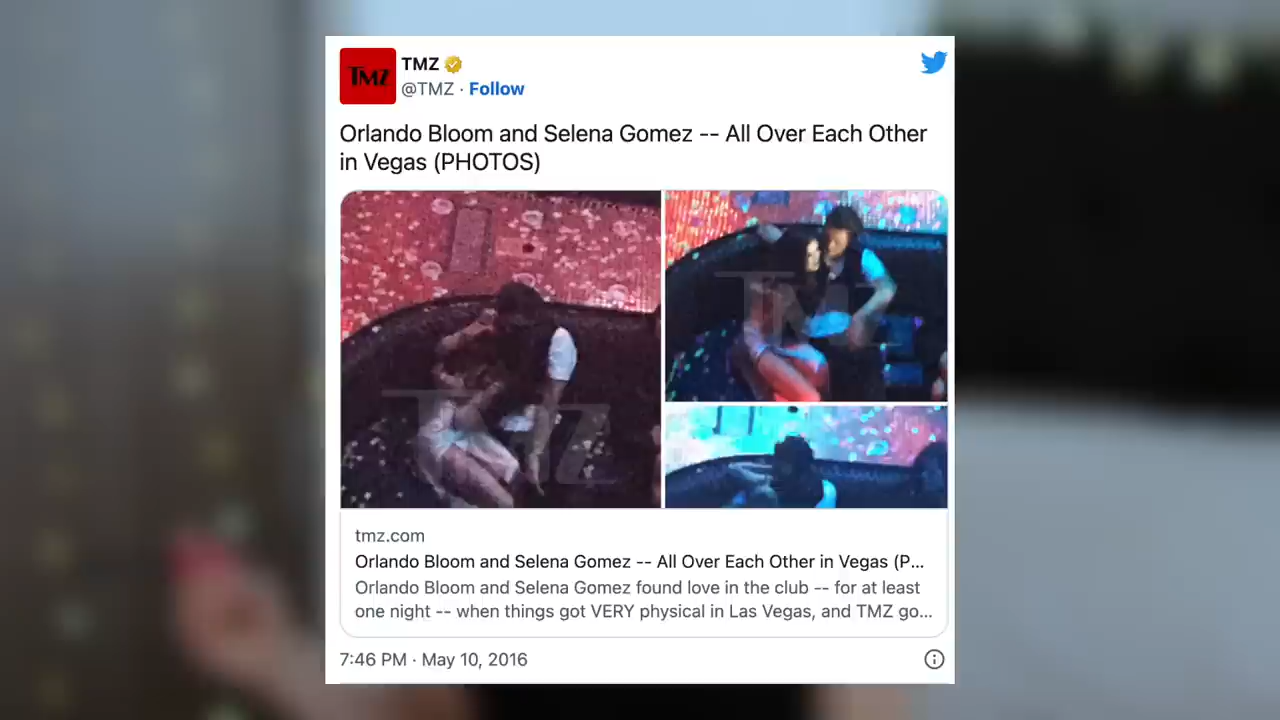 TMZ
TMZ
@TMZ · Follow
Orlando Bloom and Selena Gomez -- All Over Each Other
in Vegas (PHOTOS)
TMZ
TMZ
tmz.com
Orlando Bloom and Selena Gomez -- All Over Each Other in Vegas (P...
Orlando Bloom and Selena Gomez found love in the club -- for at least
one night -- when things got VERY physical in Las Vegas, and TMZ go...
7:46 PM · May 10, 2016